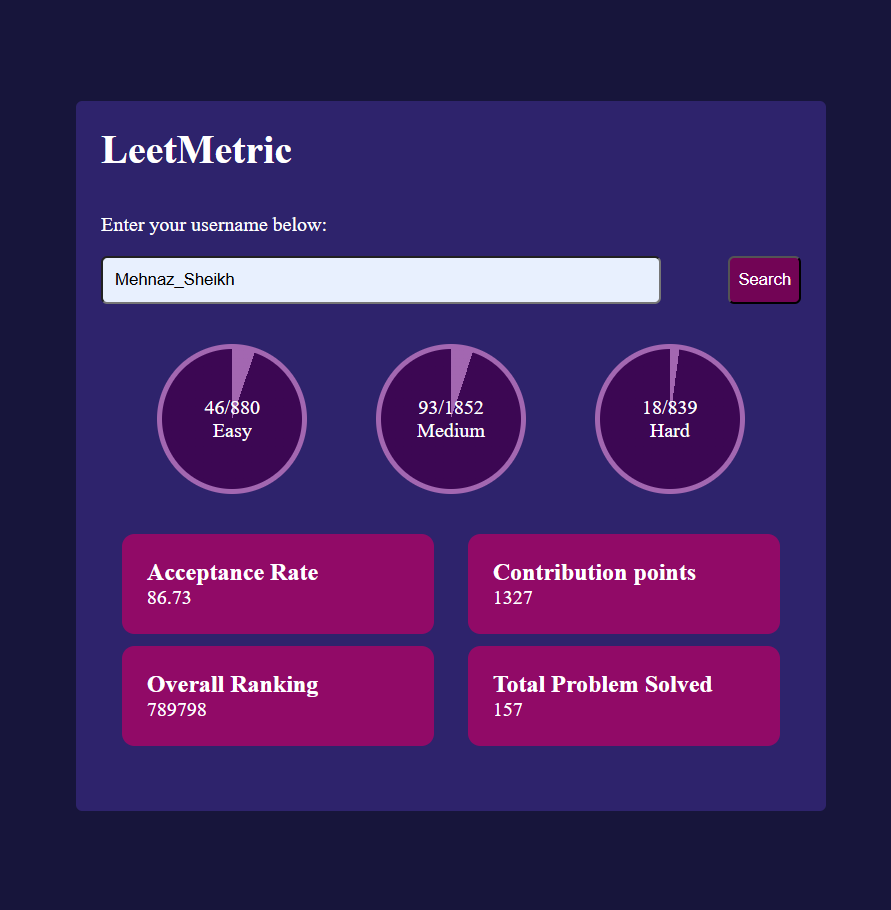 LeetMetric
Enter your username below:
Mehnaz_Sheikh
Search
46/880
Easy
93/1852
Medium
18/839
Hard
Acceptance Rate
86.73
Contribution points
1327
Overall Ranking
789798
Total Problem Solved
157